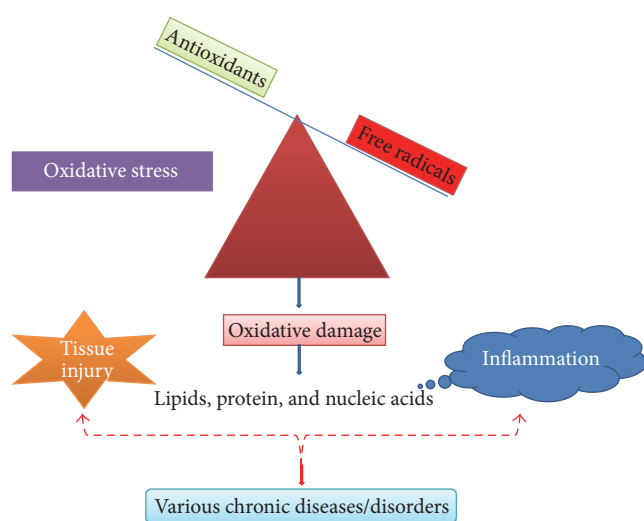 Antioxidants
Free radicals
Oxidative stress
Oxidative damage
Tissue
injury
Inflammation
Lipids, protein, and nucleic acids
Various chronic diseases/disorders